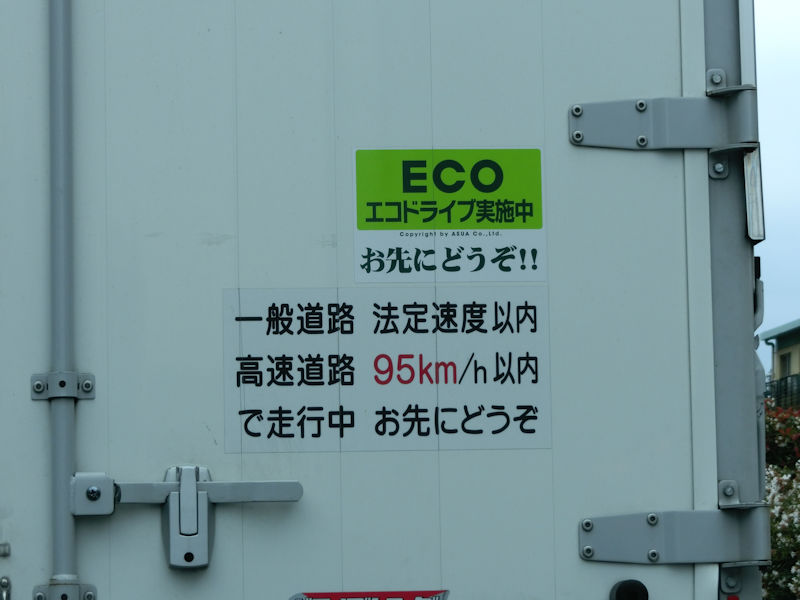 ECO
エコドライブ実施中
Copyright by ASUA Co.,Ltd.
お先にどうぞ!!
一般道路 法定速度以内
高速道路 95km/h以内
で走行中 お先にどうぞ